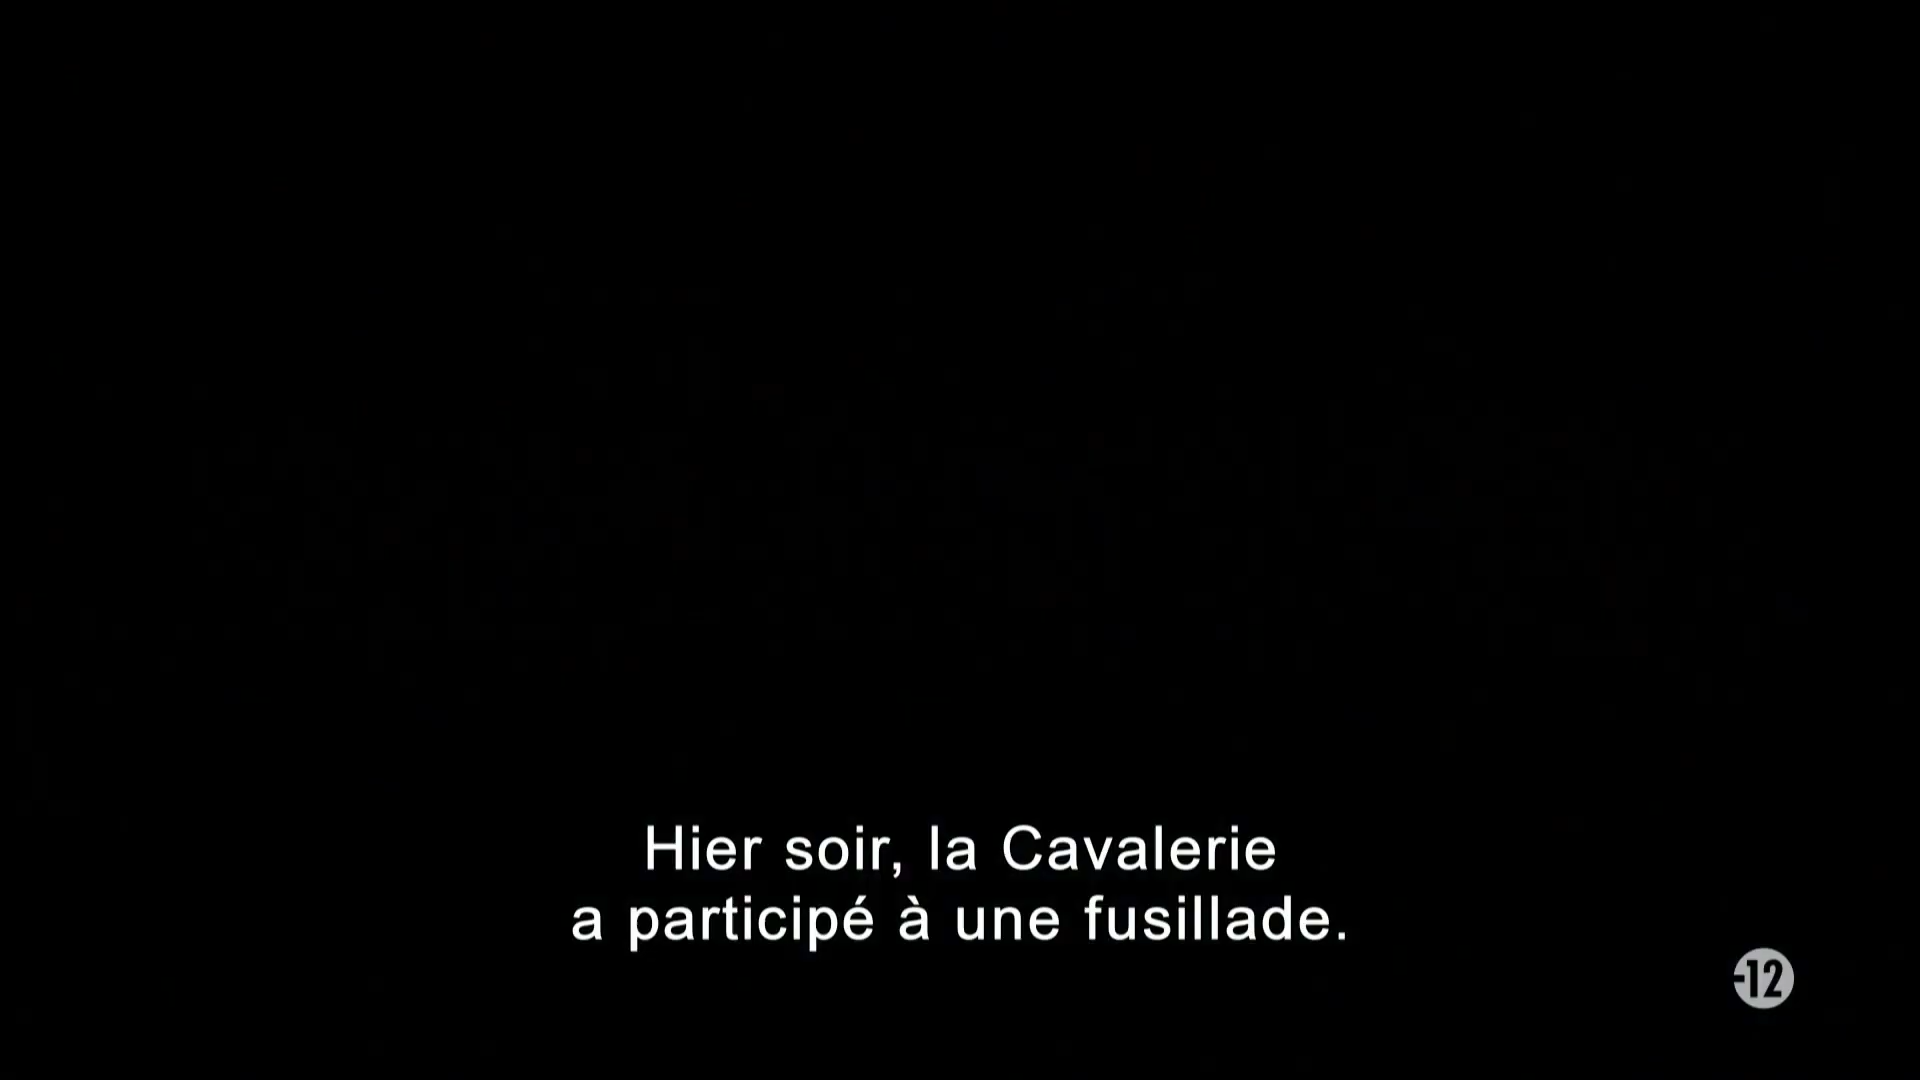 Hier soir, la Cavalerie
a participé à une fusillade.
-12